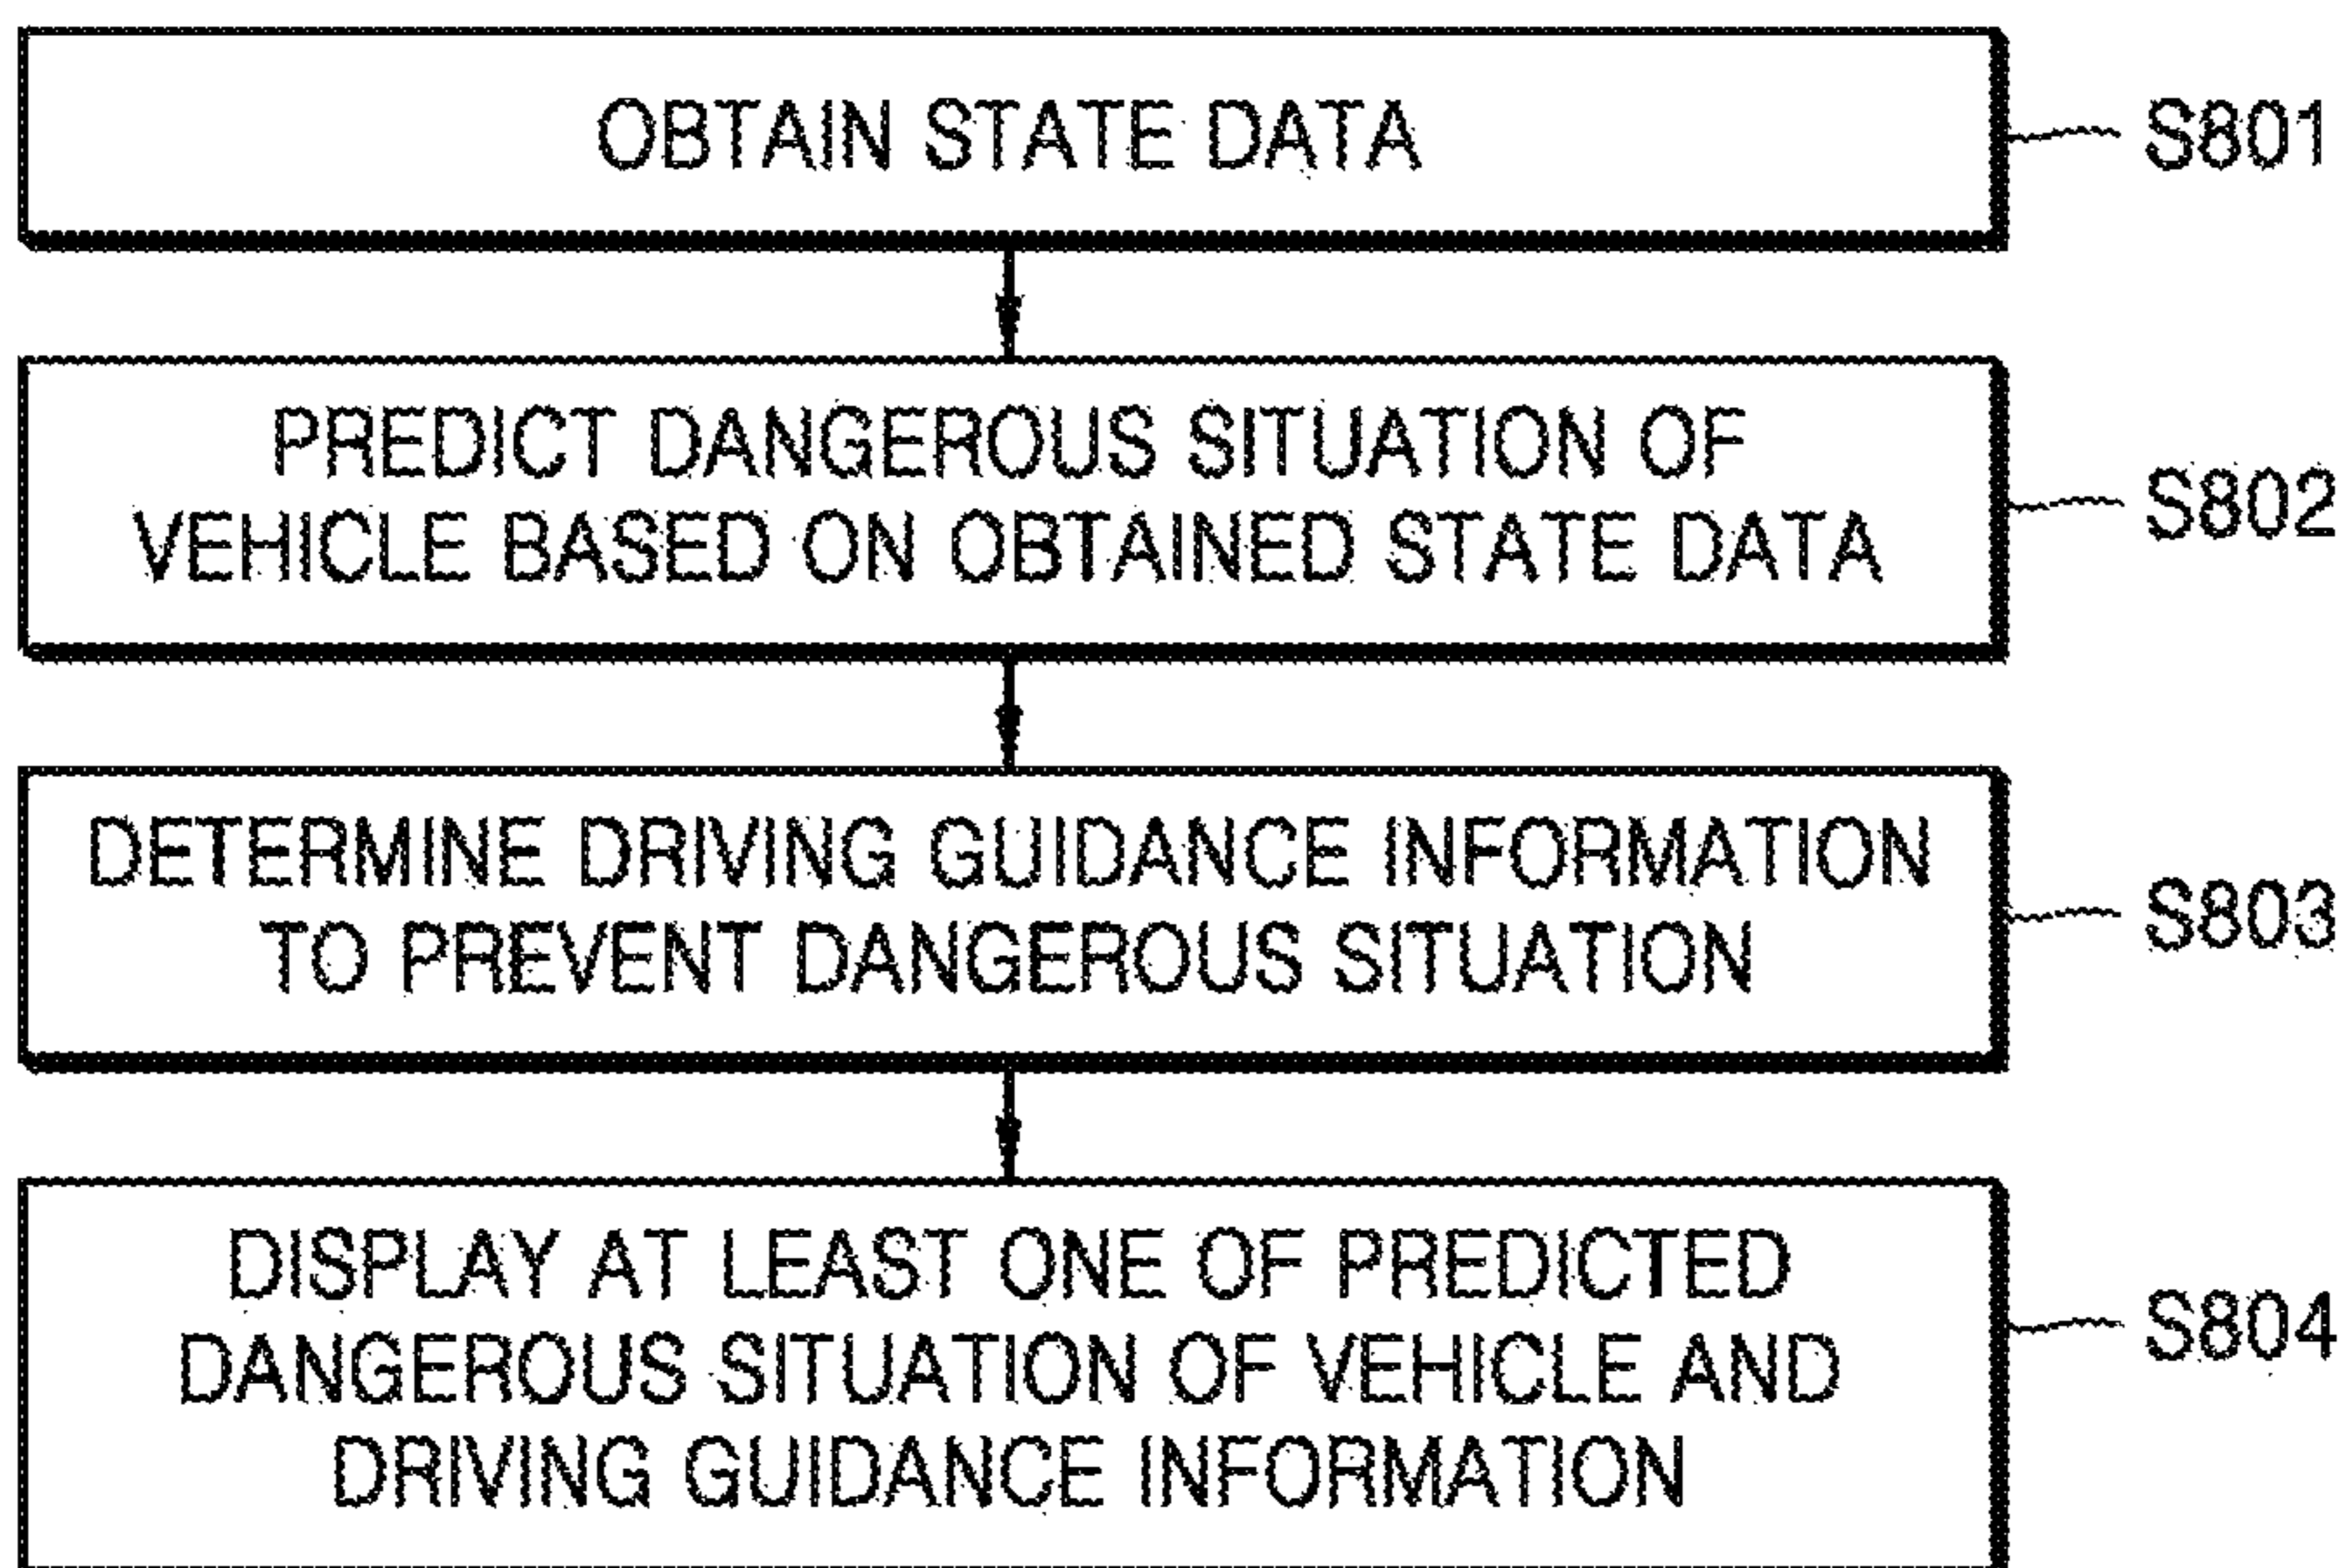 OBTAIN STATE DATA
S801
PREDICT DANGEROUS SITUATION OF
VEHICLE BASED ON OBTAINED STATE DATA
S802
DETERMINE DRIVING GUIDANCE INFORMATION
TO PREVENT DANGEROUS SITUATION
S803
DISPLAY AT LEAST ONE OF PREDICTED
DANGEROUS SITUATION OF VEHICLE AND
DRIVING GUIDANCE INFORMATION
S804